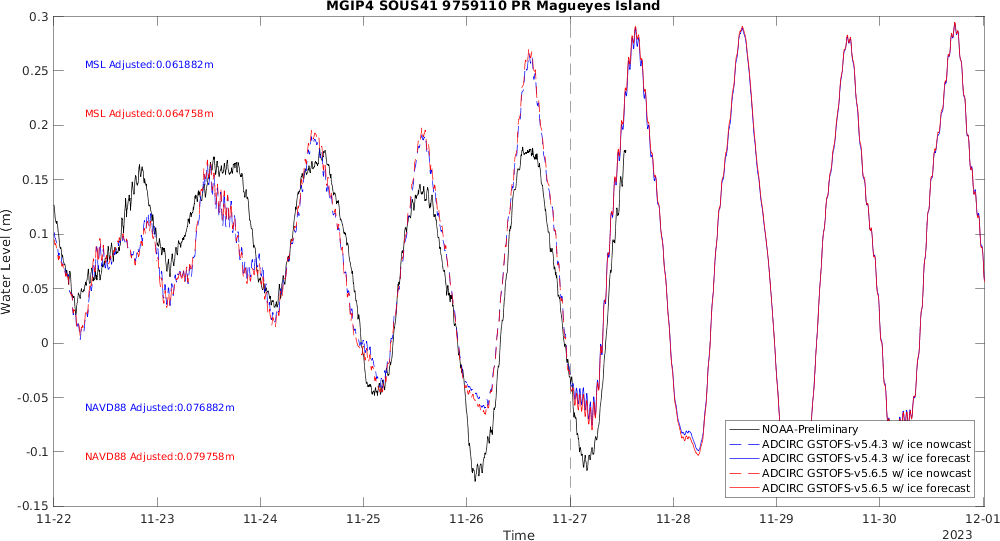 MGIP4 SOUS41 9759110 PR Magueyes Island
0.3
0.25
0.2
0.15
0.1
0.05
0
-0.05
-0.1
-0.15
Water Level (m)
MSL Adjusted:0.061882m
MSL Adjusted:0.064758m
NAVD88 Adjusted:0.076882m
NAVD88 Adjusted:0.079758m
NOAA-Preliminary
ADCIRC GSTOFS-v5.4.3 w/ ice nowcast
ADCIRC GSTOFS-v5.4.3 w/ ice forecast
ADCIRC GSTOFS-v5.6.5 w/ ice nowcast
ADCIRC GSTOFS-v5.6.5 w/ ice forecast
11-22 11-23 11-24 11-25 11-26 11-27 11-28 11-29 11-30 12-01
Time
2023